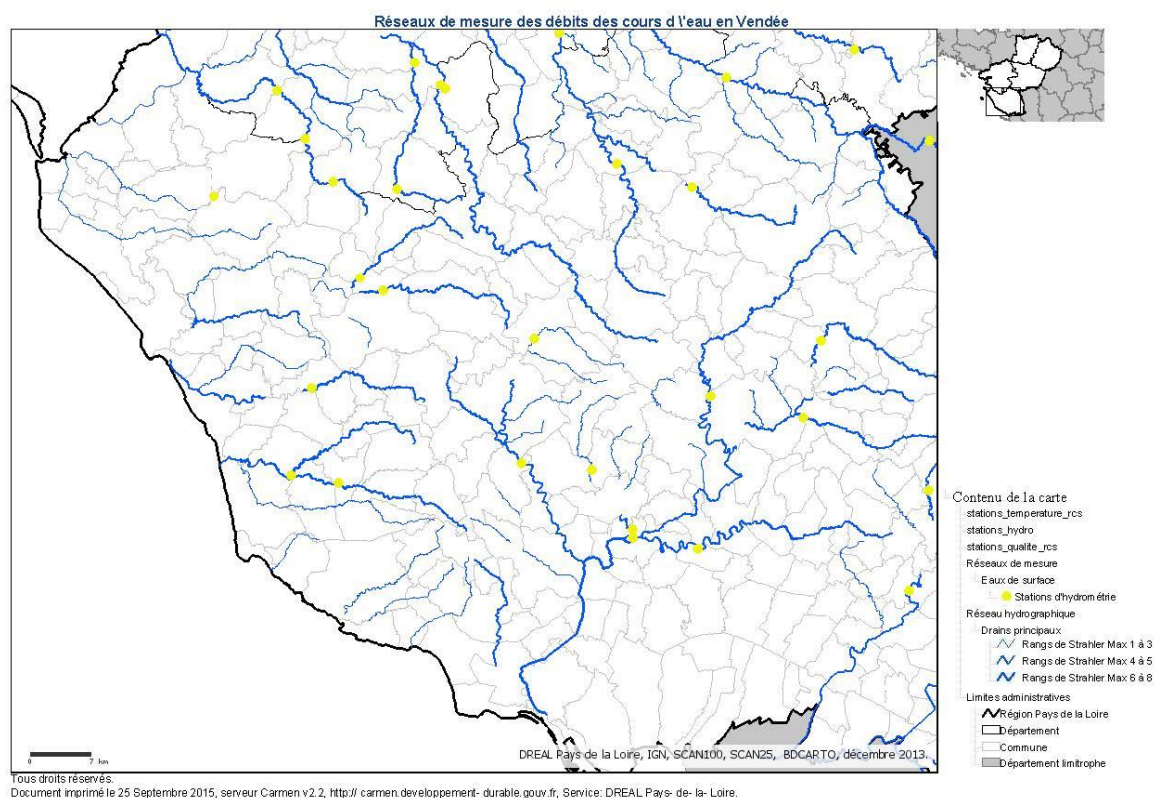 Réseaux de mesure des débits des cours d \'eau en Vendée
Contenu de la carte
stations_temperature_rcs
stations_hydro
stations_qualite_rcs
Réseaux de mesure
Eaux de surface
Stations d'hydrométrie
Réseau hydrographique
Drains principaux
Rangs de Strahler Max 1 à 3
Rangs de Strahler Max 4 à 5
Rangs de Strahler Max 6 à 8
Limites administratives
Région Pays de la Loire
Département
Commune
Département limitrophe
0 7 km
DREAL Pays de la Loire, IGN, SCAN100, SCAN25, BDCARTO, décembre 2013.
Tous droits réservés.
Document imprimé le 25 Septembre 2015, serveur Carmen v2.2, http:// carmen.developpement- durable.gouv.fr, Service: DREAL Pays- de- la- Loire.